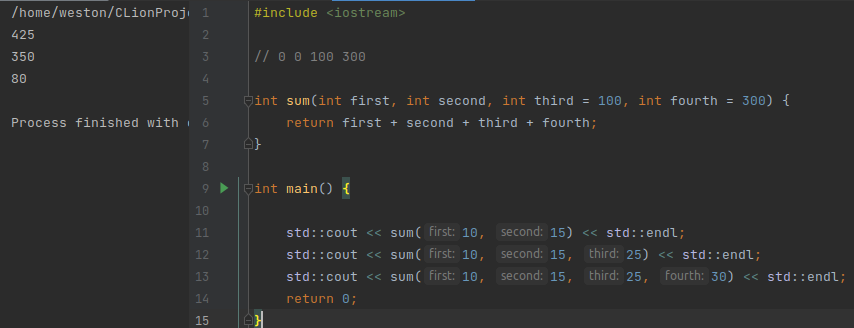 /home/weston/CLionProj
425
350
80
Process finished with
1 #include <iostream>
2
3 // 0 0 100 300
4
5 int sum(int first, int second, int third = 100, int fourth = 300) {
6 return first + second + third + fourth;
7 }
8
9 int main() {
10
11 std::cout << sum( first: 10, second: 15) << std::endl;
12 std::cout << sum( first: 10, second: 15, third: 25) << std::endl;
13 std::cout << sum( first: 10, second: 15, third: 25, fourth: 30) << std::endl;
14 return 0;
15 }